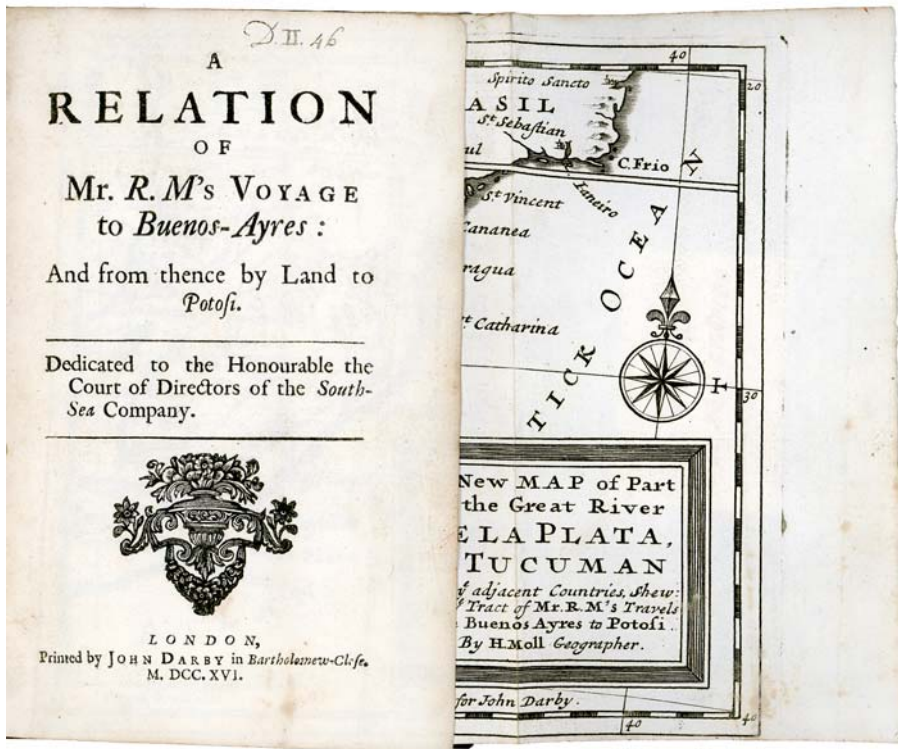 D. II. 46
A
RELATION
OF
Mr. R. M's VOYAGE
to Buenos-Ayres :
And from thence by Land to
Potosi.
Dedicated to the Honourable the
Court of Directors of the South-
Sea Company.
LONDON,
Printed by JOHN DARBY in Bartholomew-Close.
M. DCC. XVI.
40
20
Spirito Sancto
ASIL
St. Sebastian
ul
C. Frio
N
St. Vincent
Ianeiro
Cananea
ragua
t. Catharina
TICK OCEA
30
New MAP of Part
the Great River
E LA PLATA,
TUCUMAN
ye adjacent Countries, Shew:
ye Tract of Mr. R. M's Travels
Buenos Ayres to Potosi
By H. Moll Geographer.
for John Darby.
40
40